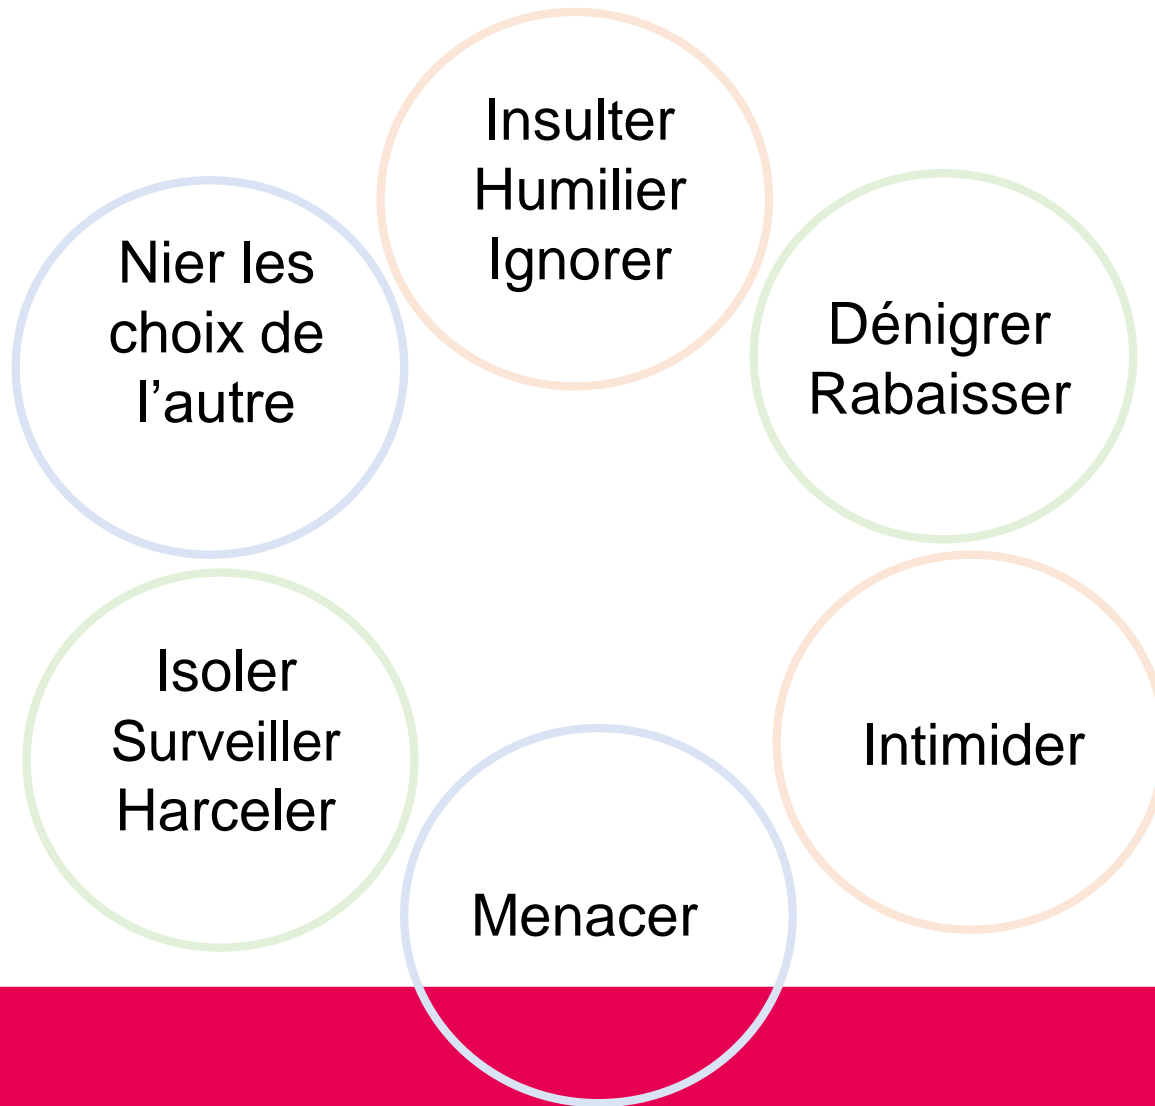 Insulter
Humilier
Ignorer
Nier les
choix de
l’autre
Dénigrer
Rabaisser
Isoler
Surveiller
Harceler
Intimider
Menacer